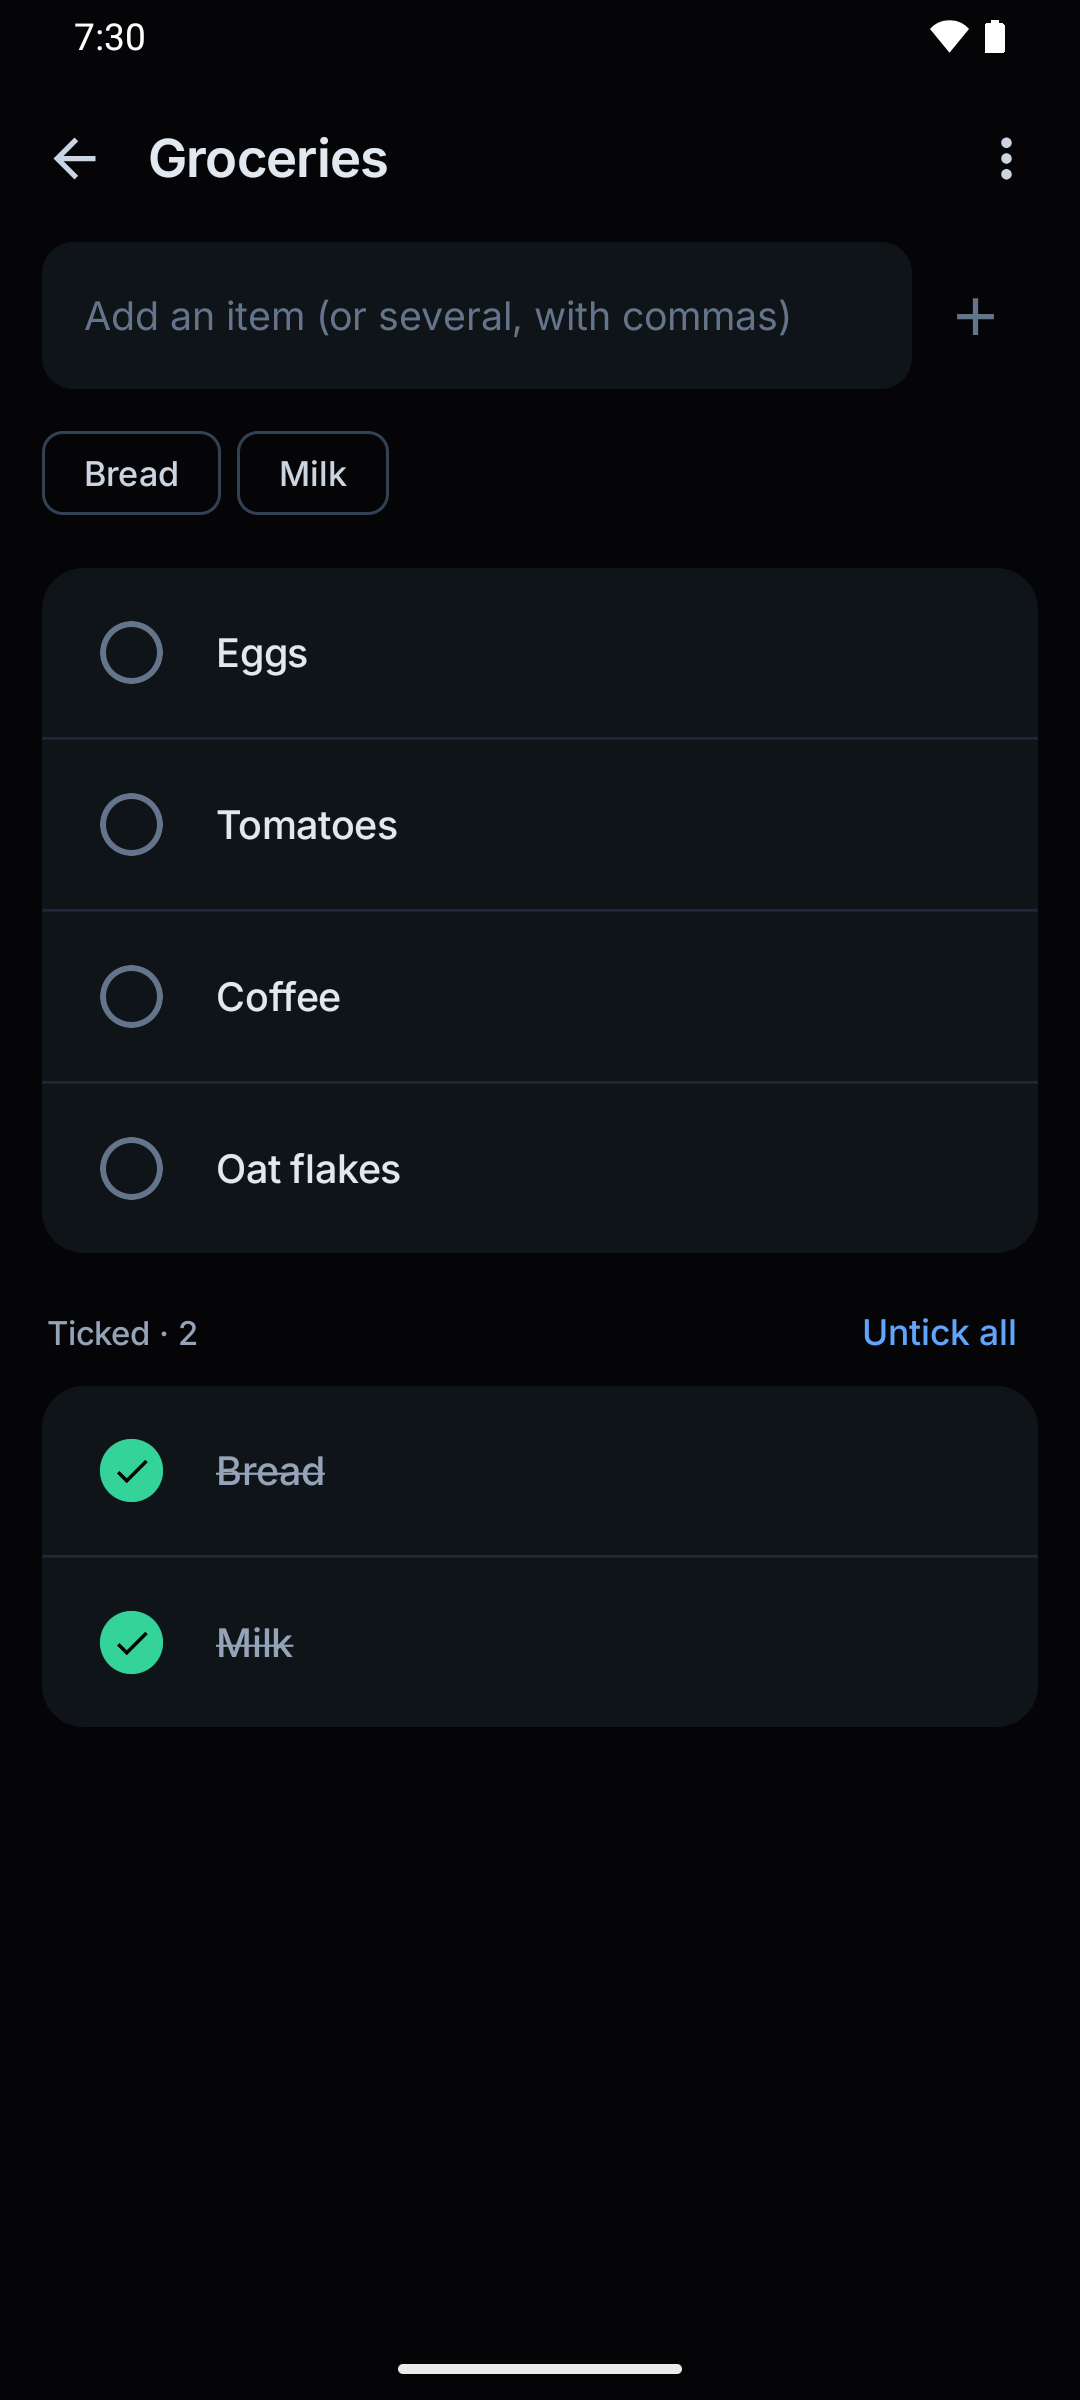 7:30
Groceries
Add an item (or several, with commas)
Bread
Milk
Eggs
Tomatoes
Coffee
Oat flakes
Ticked · 2
Untick all
Bread
Milk